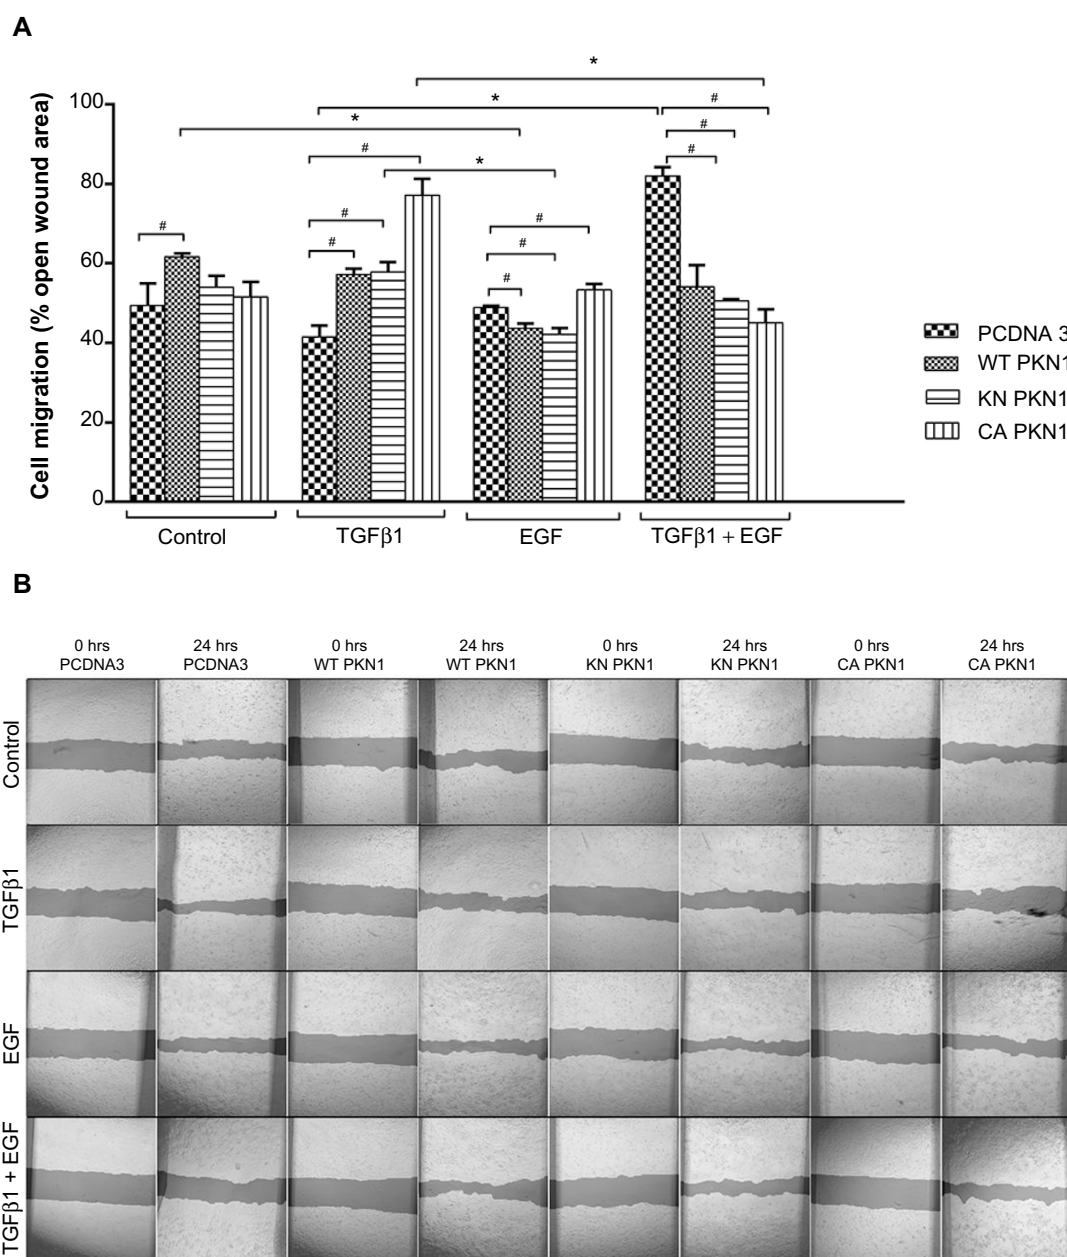 A
Cell migration (% open wound area)
100
80
60
40
20
0
*
*
#
*
#
#
#
*
#
#
#
#
#
#
#
Control
TGFβ1
EGF
TGFβ1 + EGF
PCDNA 3
WT PKN1
KN PKN1
CA PKN1
B
0 hrs
PCDNA3
24 hrs
PCDNA3
0 hrs
WT PKN1
24 hrs
WT PKN1
0 hrs
KN PKN1
24 hrs
KN PKN1
0 hrs
CA PKN1
24 hrs
CA PKN1
Control
TGFβ1
EGF
TGFβ1 + EGF